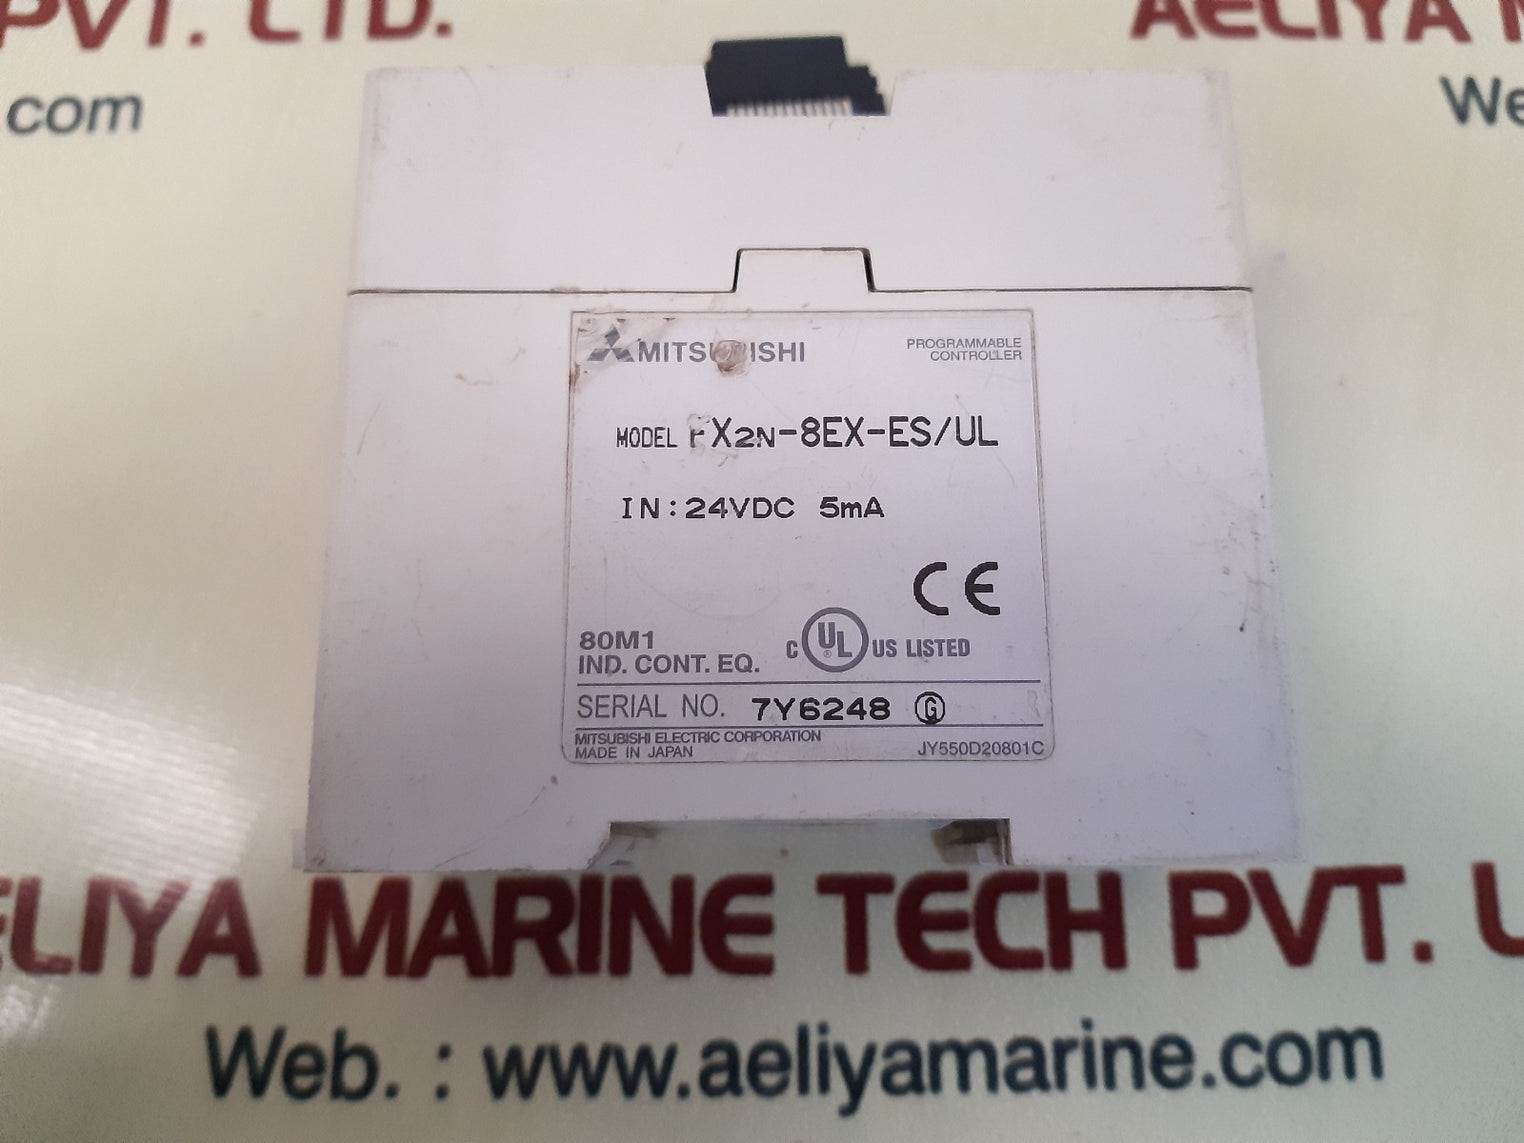 PVT. LTD.
AELIYA M
.com
We
MITSUBISHI
PROGRAMMABLE
CONTROLLER
MODEL FX2N-8EX-ES/UL
IN:24VDC 5mA
CE
80M1
IND. CONT. EQ.
C UL ® US LISTED
SERIAL NO. 7Y6248 G
MITSUBISHI ELECTRIC CORPORATION
MADE IN JAPAN
JY550D20801C
ELIYA MARINE TECH PVT. L
Web. : www.aeliyamarine.com